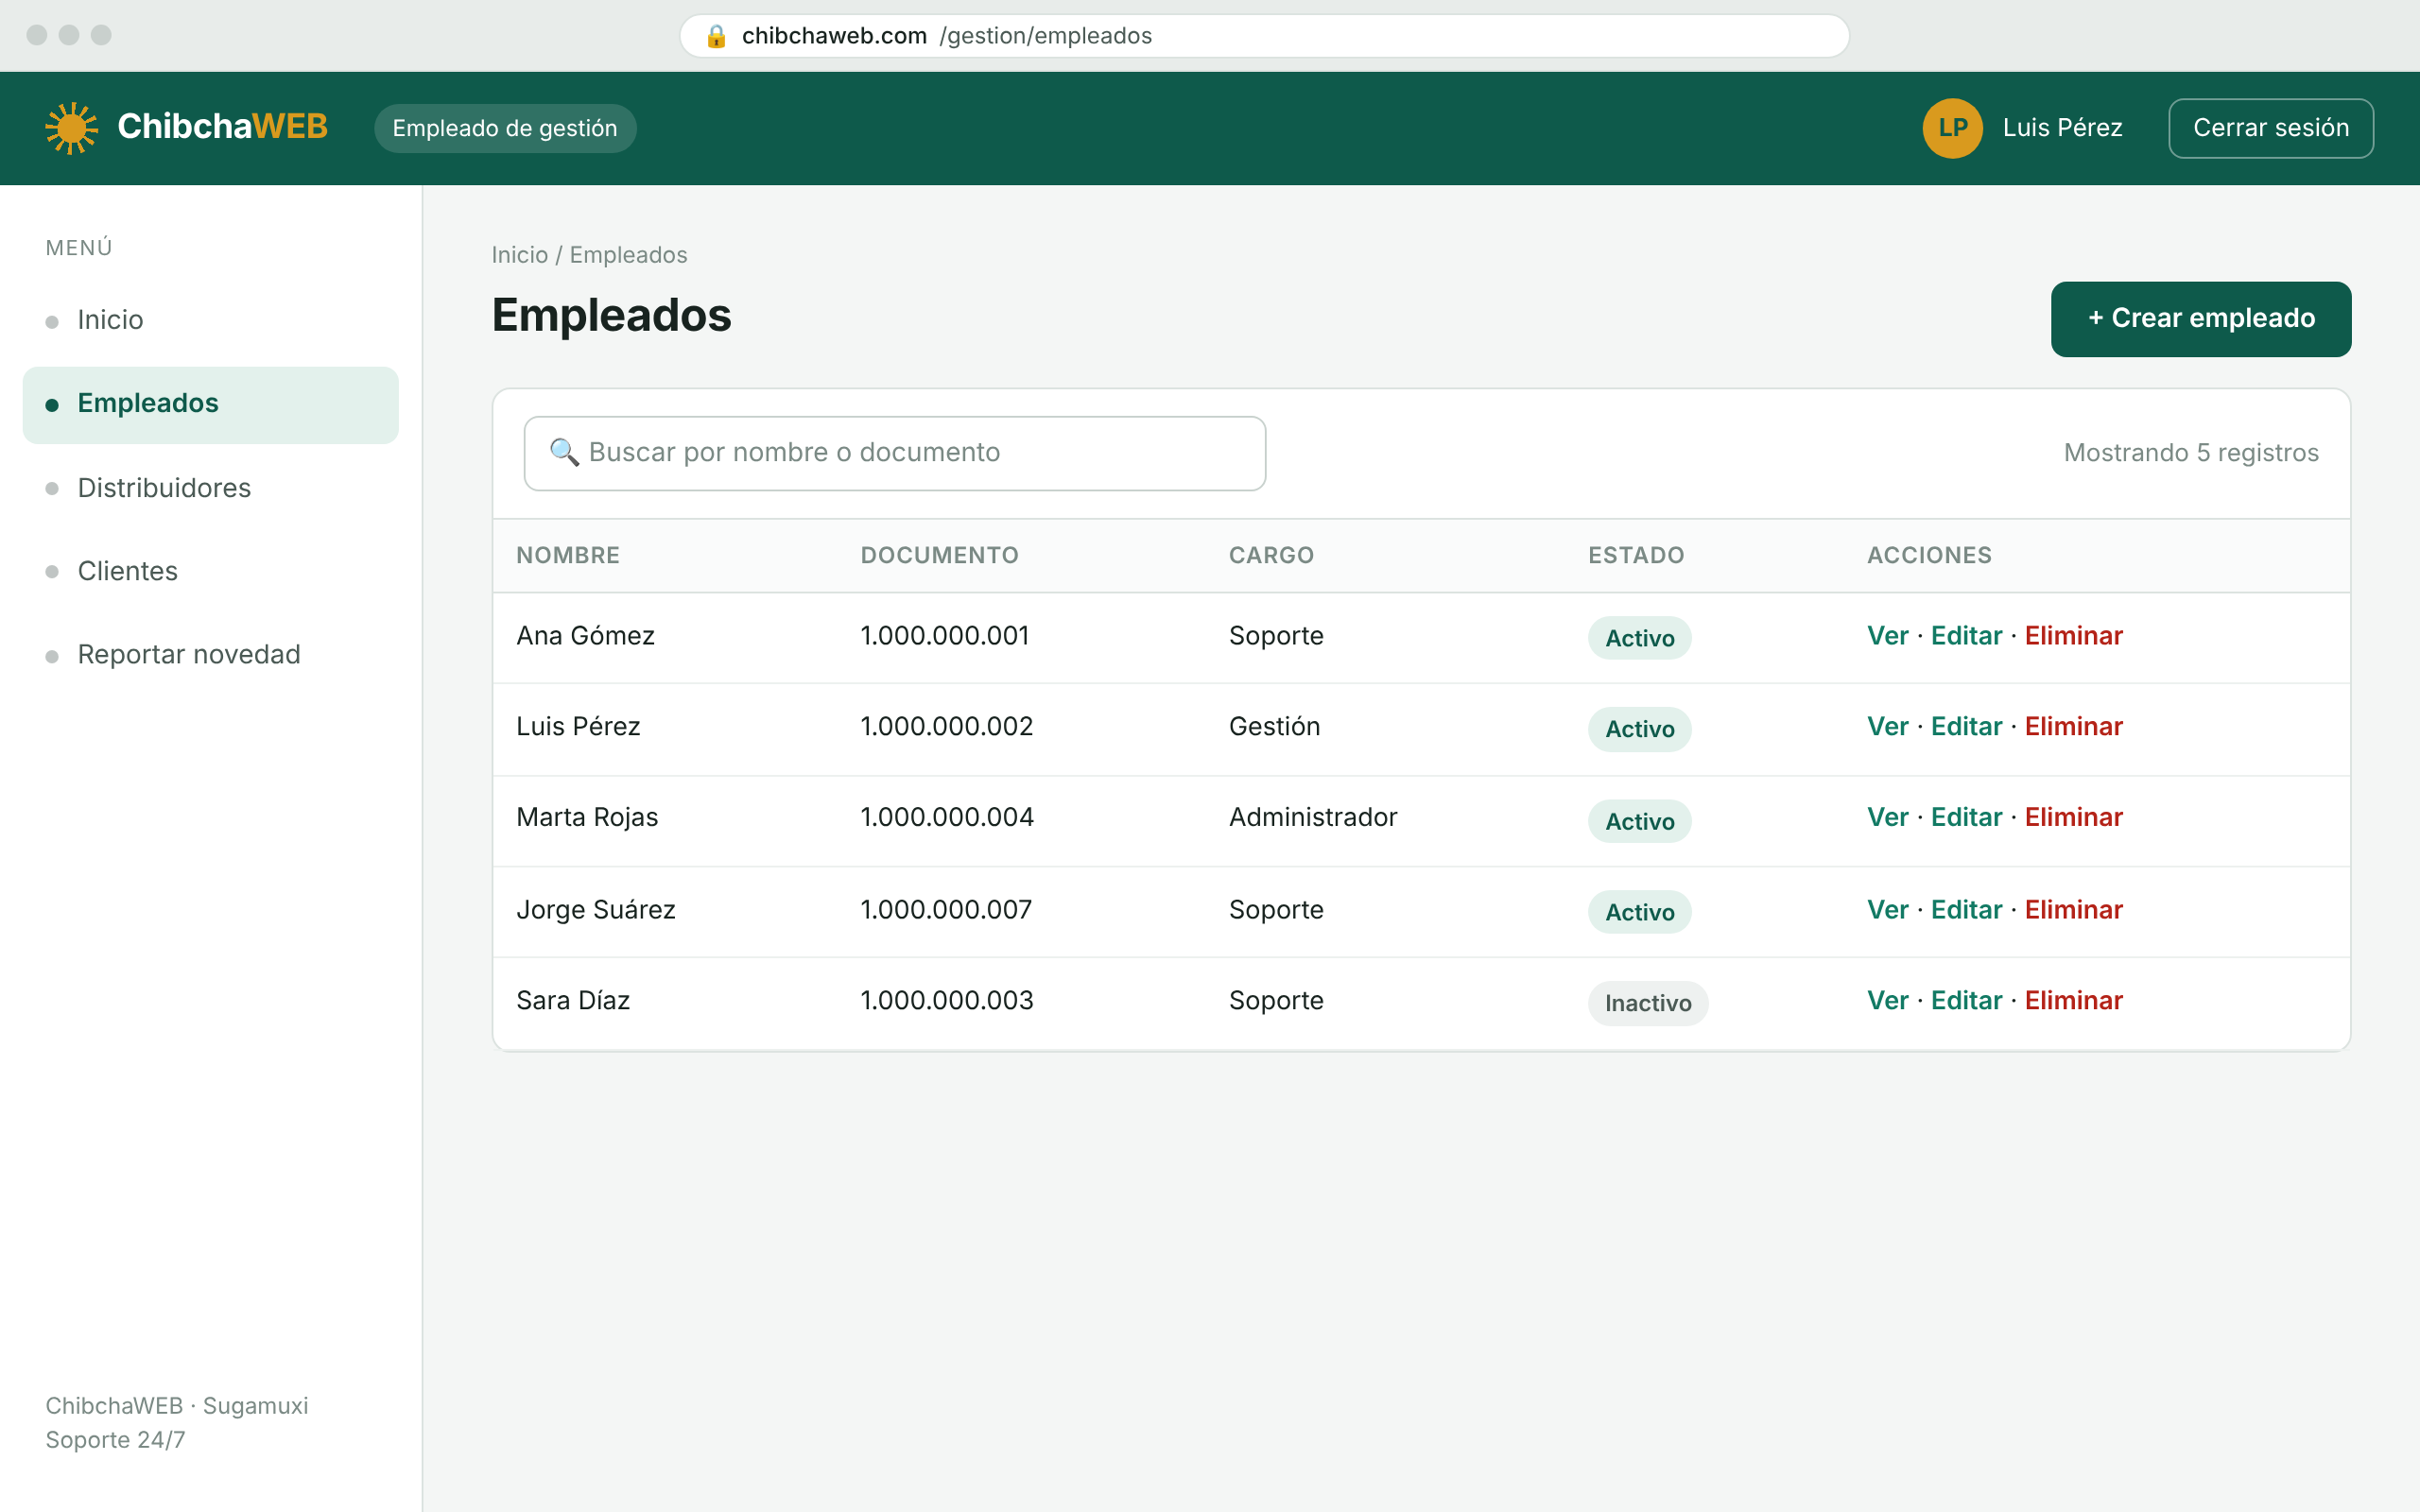 chibchaweb.com /gestion/empleados
ChibchaWEB
Empleado de gestión
LP
Luis Pérez
Cerrar sesión
MENÚ
Inicio
Empleados
Distribuidores
Clientes
Reportar novedad
ChibchaWEB · Sugamuxi
Soporte 24/7
Inicio / Empleados
Empleados
+ Crear empleado
Buscar por nombre o documento
Mostrando 5 registros
NOMBRE DOCUMENTO CARGO ESTADO ACCIONES
Ana Gómez 1.000.000.001 Soporte Activo Ver · Editar · Eliminar
Luis Pérez 1.000.000.002 Gestión Activo Ver · Editar · Eliminar
Marta Rojas 1.000.000.004 Administrador Activo Ver · Editar · Eliminar
Jorge Suárez 1.000.000.007 Soporte Activo Ver · Editar · Eliminar
Sara Díaz 1.000.000.003 Soporte Inactivo Ver · Editar · Eliminar